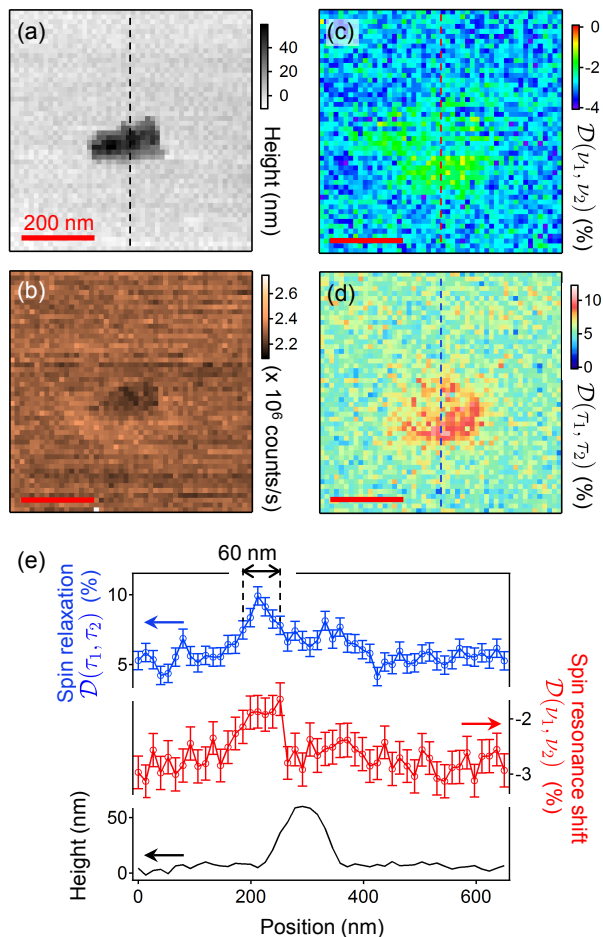 (a)
40
20
0
Height (nm)
200 nm
(c)
0
-2
-4
𝒟(ν₁, ν₂) (%)
(b)
2.6
2.4
2.2
(x 10⁶ counts/s)
(d)
10
5
0
𝒟(τ₁, τ₂) (%)
(e)
60 nm
Spin relaxation
𝒟(τ₁, τ₂) (%)
10
5
Spin resonance shift
𝒟(ν₁, ν₂)
(%)
-2
-3
Height (nm)
50
0
0
200
400
600
Position (nm)